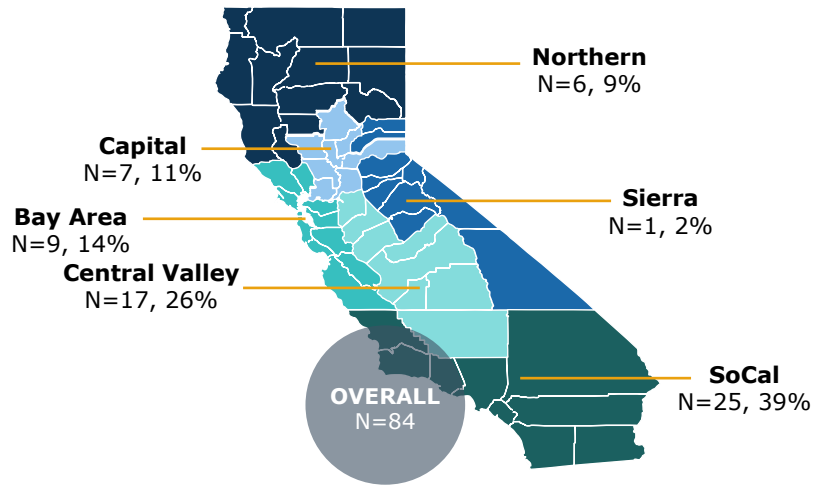 Northern
N=6, 9%
Capital
N=7, 11%
Sierra
N=1, 2%
Bay Area
N=9, 14%
Central Valley
N=17, 26%
SoCal
N=25, 39%
OVERALL
N=84